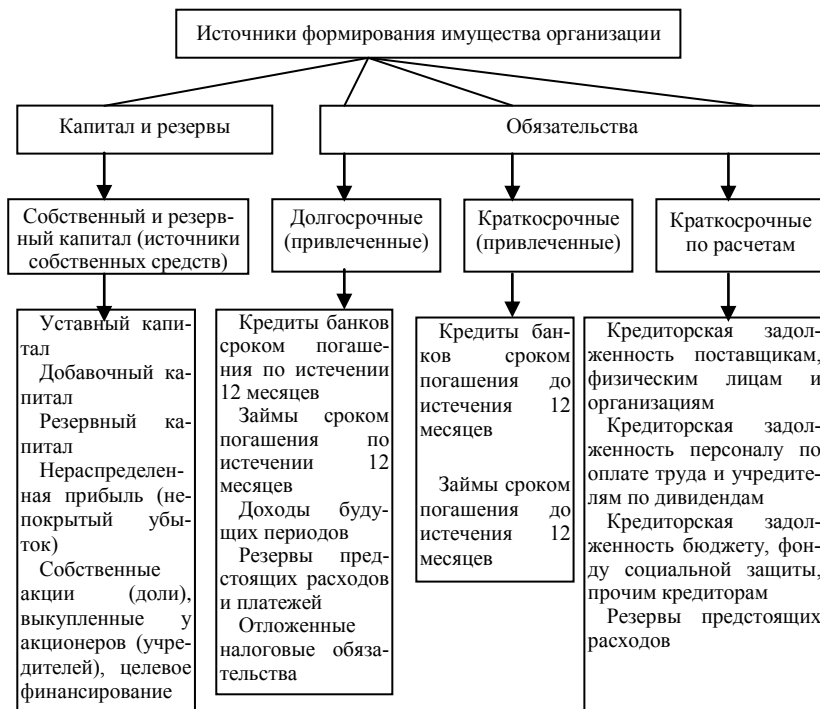 Источники формирования имущества организации
Капитал и резервы
Обязательства
Собственный и резерв-
ный капитал (источники
собственных средств)
Долгосрочные
(привлеченные)
Краткосрочные
(привлеченные)
Краткосрочные
по расчетам
Уставный капи-
тал
Добавочный ка-
питал
Резервный ка-
питал
Нераспределен-
ная прибыль (не-
покрытый убы-
ток)
Собственные
акции (доли),
выкупленные у
акционеров (учре-
дителей), целевое
финансирование
Кредиты банков
сроком погаше-
ния по истечении
12 месяцев
Займы сроком
погашения по
истечении 12
месяцев
Доходы буду-
щих периодов
Резервы пред-
стоящих расходов
и платежей
Отложенные
налоговые обяза-
тельства
Кредиты бан-
ков сроком
погашения до
истечения 12
месяцев
Займы сроком
погашения до
истечения 12
месяцев
Кредиторская задол-
женность поставщикам,
физическим лицам и
организациям
Кредиторская задол-
женность персоналу по
оплате труда и учредите-
лям по дивидендам
Кредиторская задол-
женность бюджету, фон-
ду социальной защиты,
прочим кредиторам
Резервы предстоящих
расходов